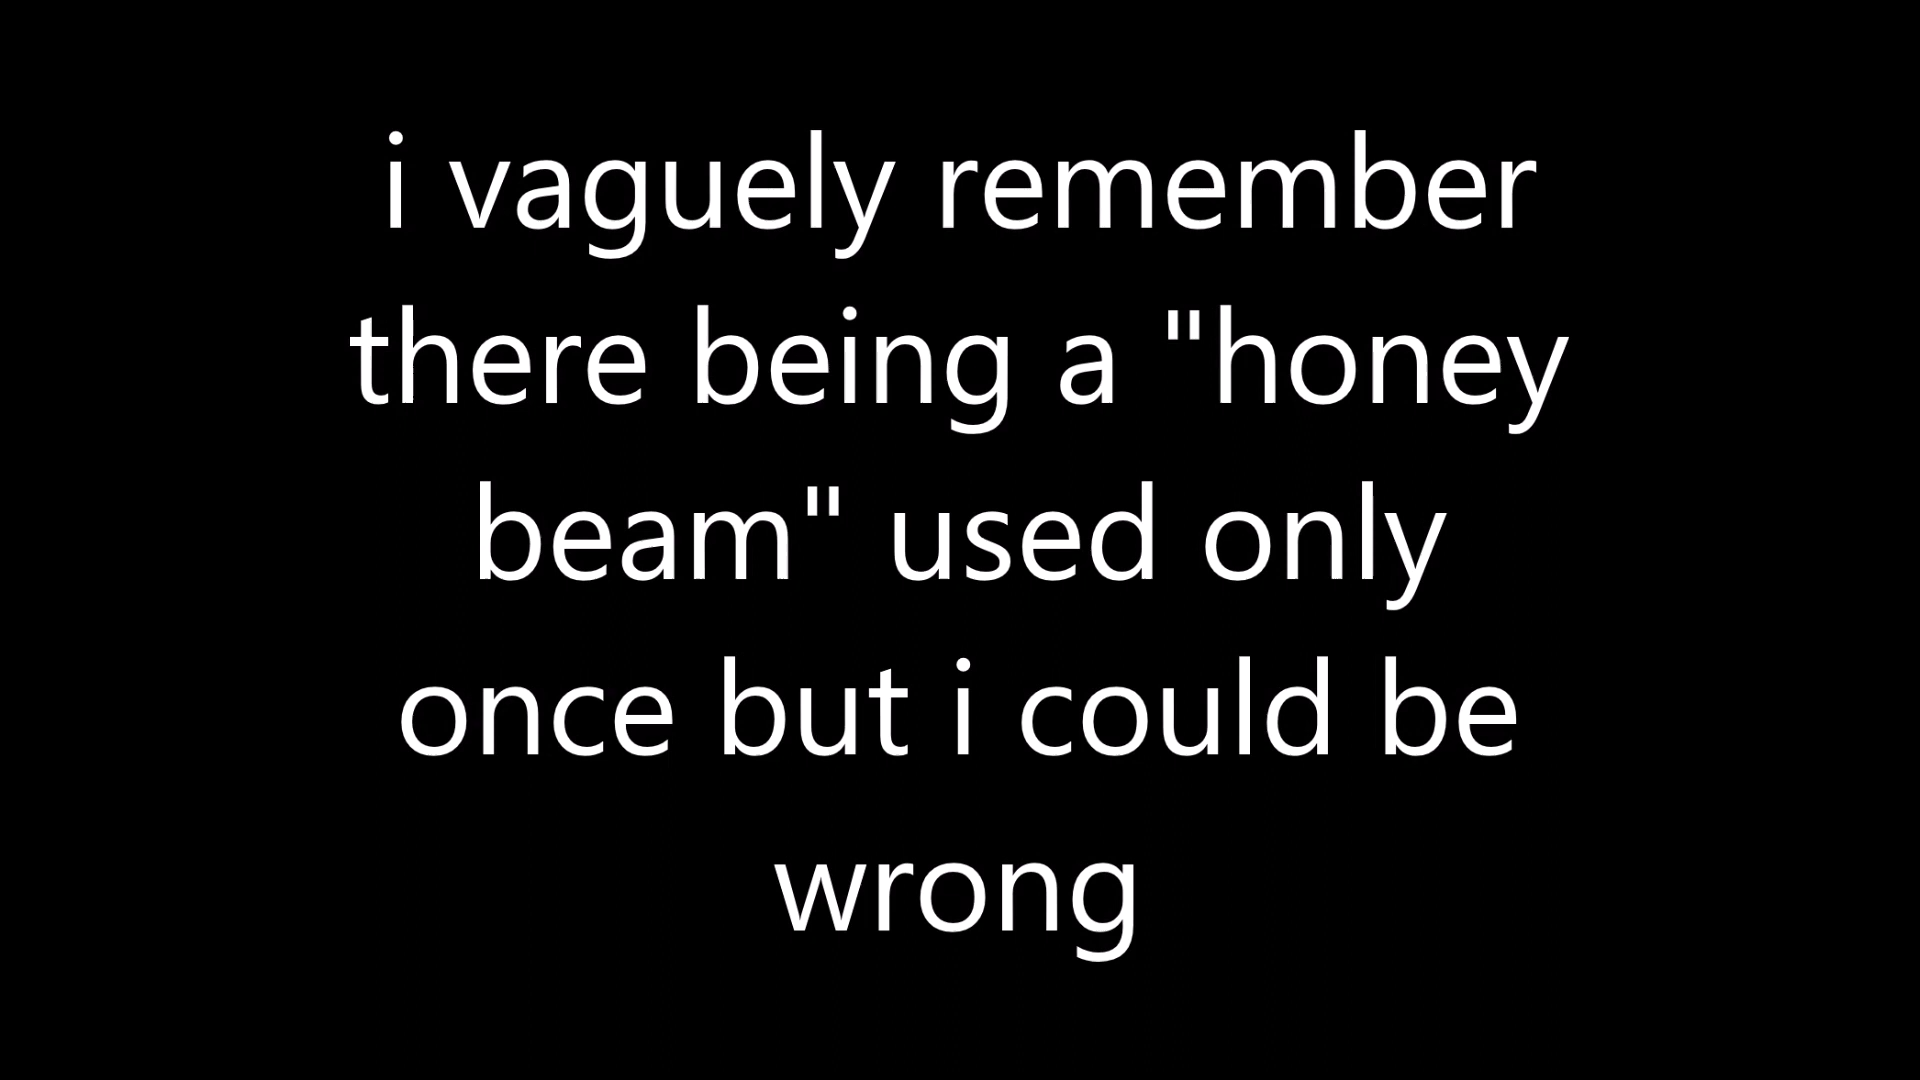 i vaguely remember
there being a "honey
beam" used only
once but i could be
wrong